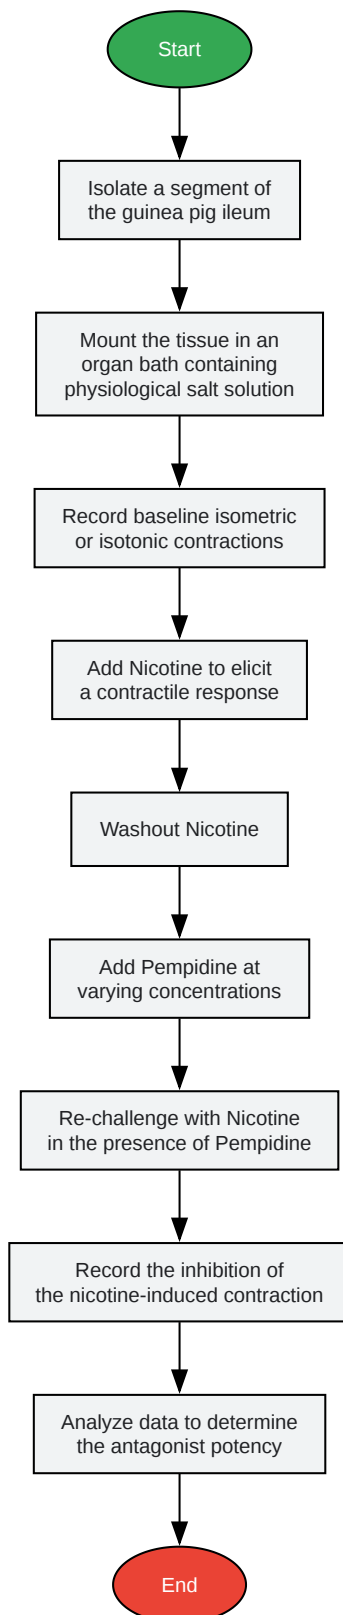 Start
Isolate a segment of
the guinea pig ileum
Mount the tissue in an
organ bath containing
physiological salt solution
Record baseline isometric
or isotonic contractions
Add Nicotine to elicit
a contractile response
Washout Nicotine
Add Pempidine at
varying concentrations
Re-challenge with Nicotine
in the presence of Pempidine
Record the inhibition of
the nicotine-induced contraction
Analyze data to determine
the antagonist potency
End